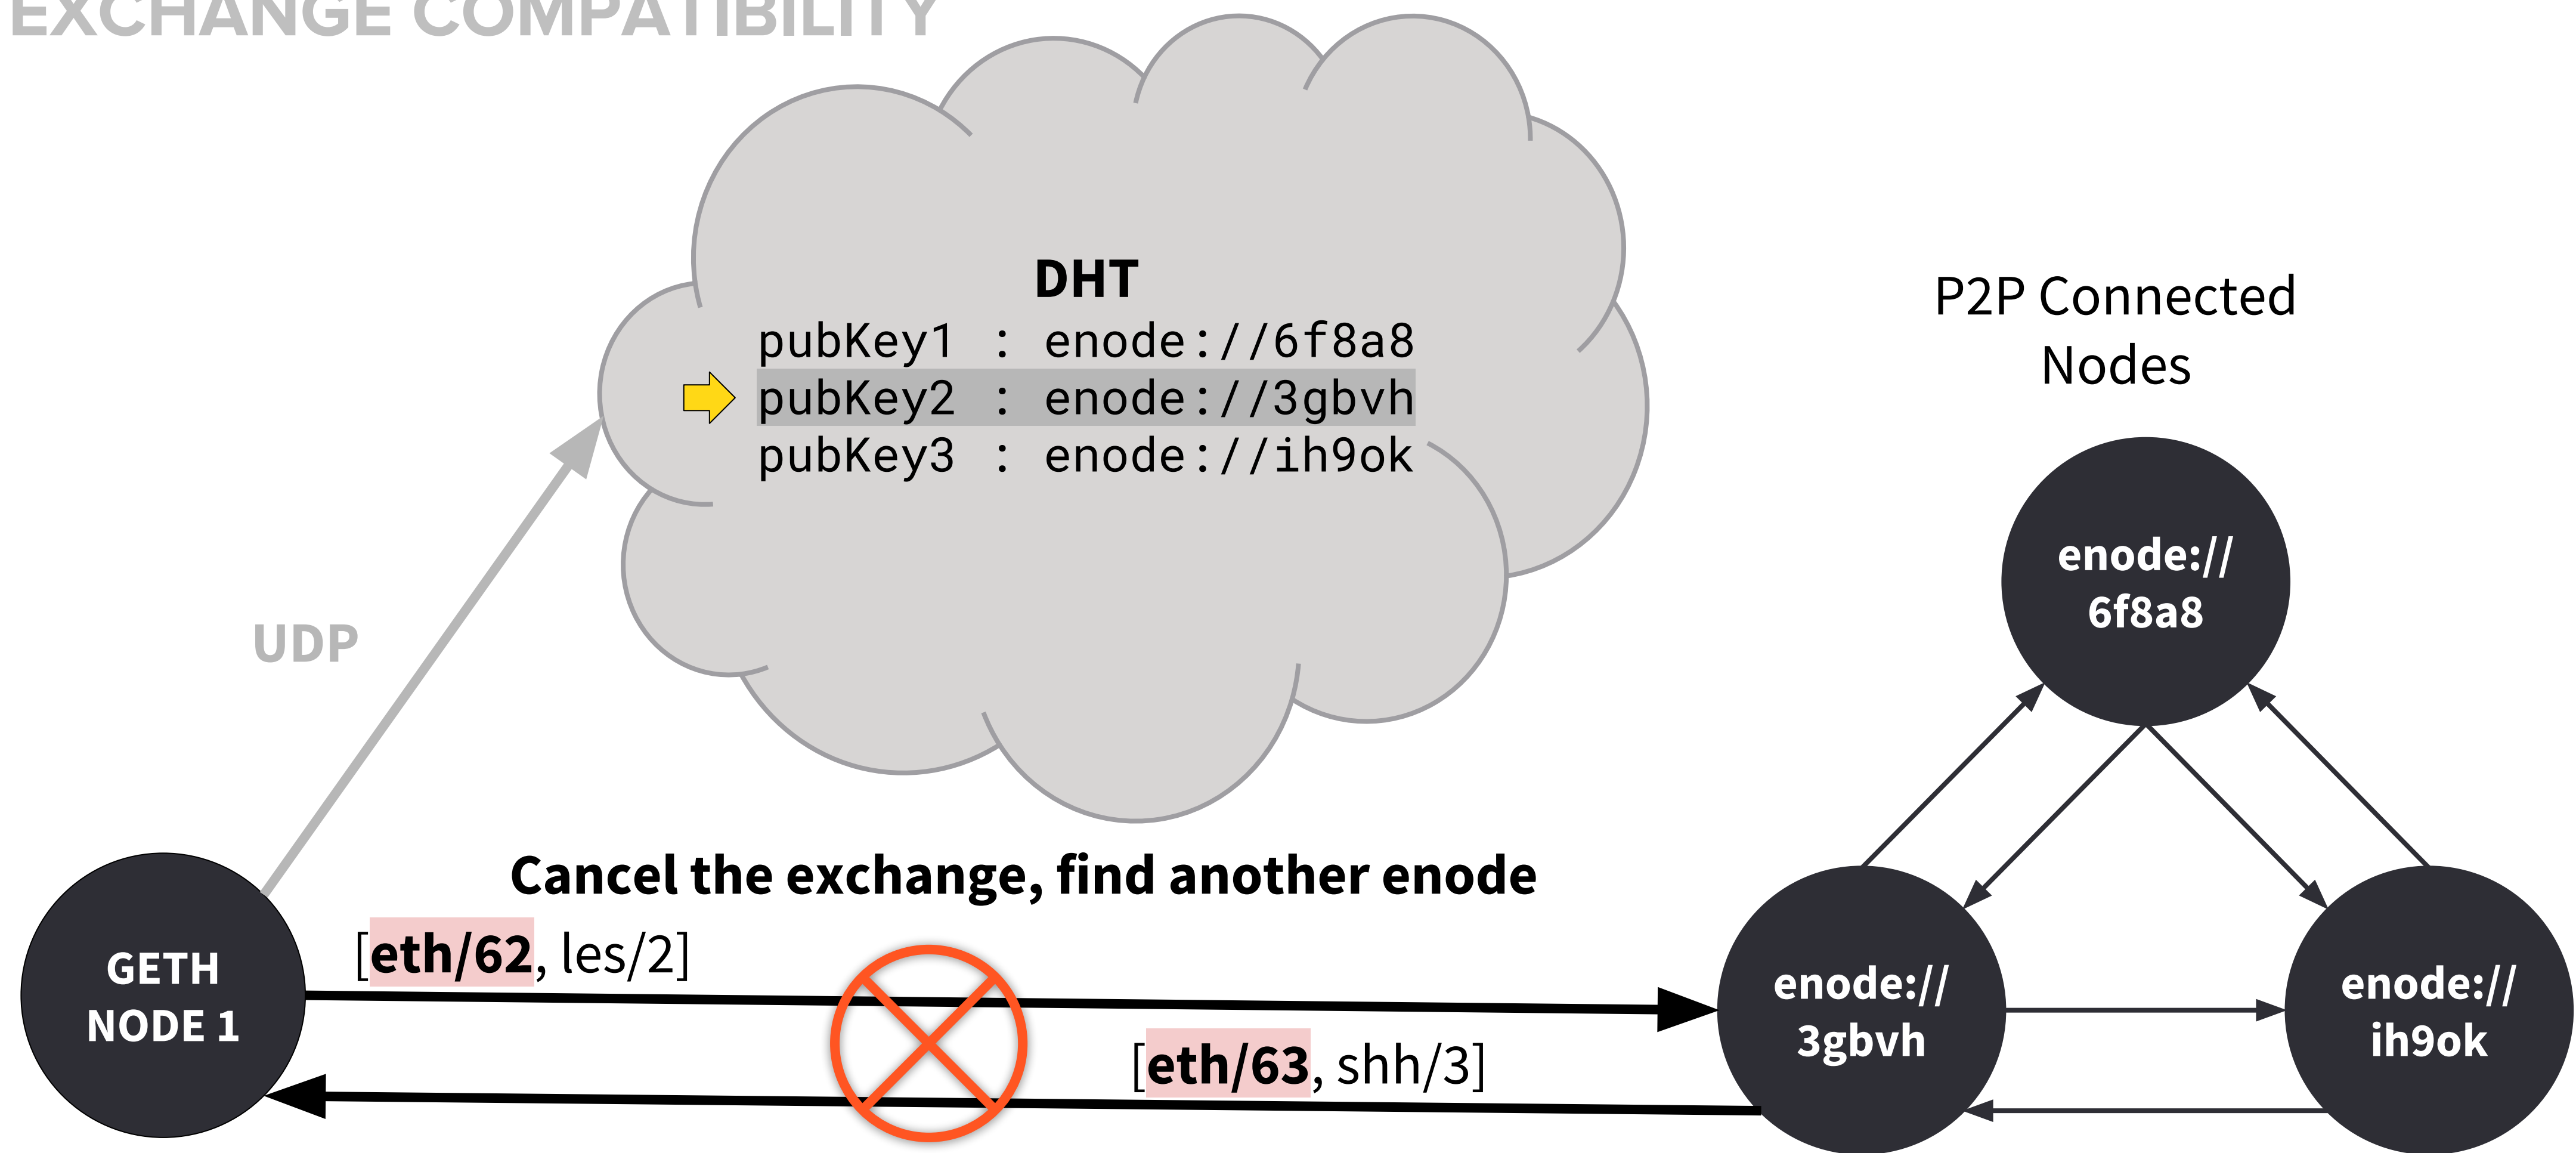 EXCHANGE COMPATIBILITY
DHT
pubKey1 : enode://6f8a8
pubKey2 : enode://3gbvh
pubKey3 : enode://ih9ok
P2P Connected
Nodes
enode://
6f8a8
UDP
Cancel the exchange, find another enode
[eth/62, les/2]
GETH
NODE 1
[eth/63, shh/3]
enode://
3gbvh
enode://
ih9ok